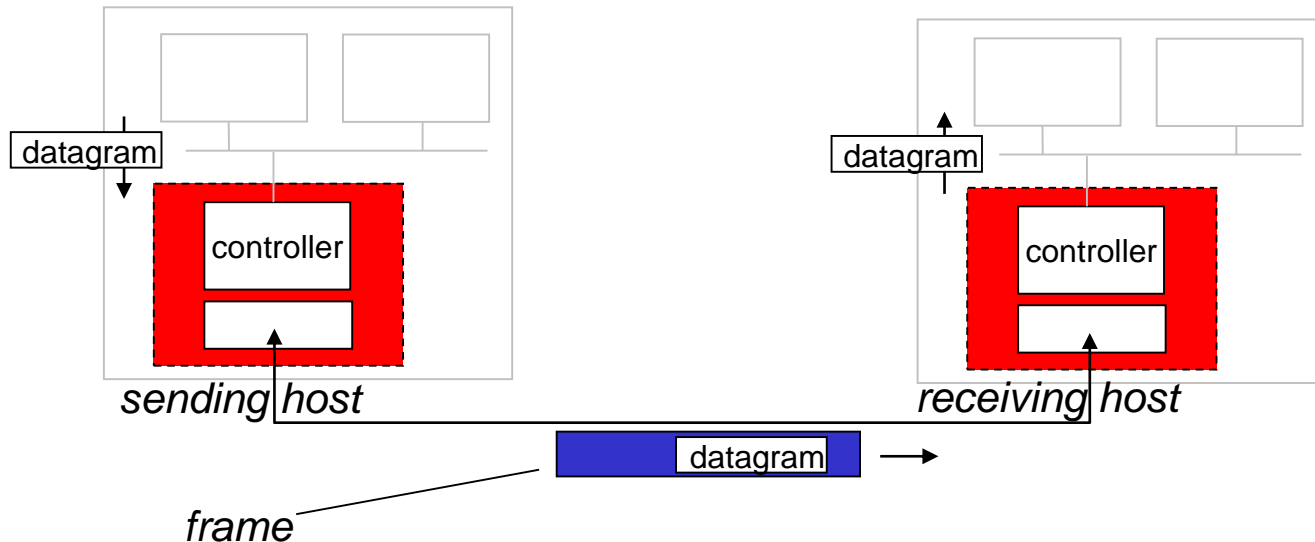 datagram
datagram
controller
controller
sending host
receiving host
datagram
frame